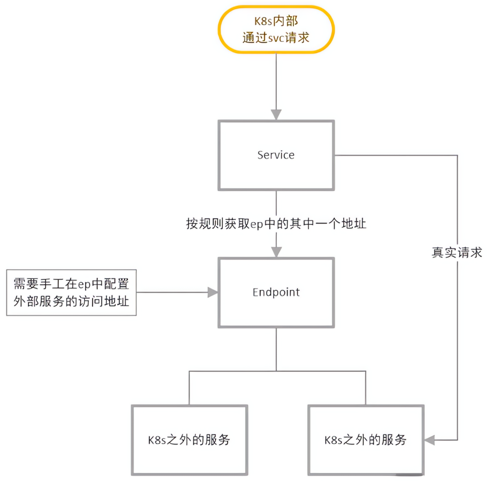 K8s内部
通过svc请求
Service
按规则获取ep中的其中一个地址
真实请求
需要手工在ep中配置
外部服务的访问地址
Endpoint
K8s之外的服务
K8s之外的服务